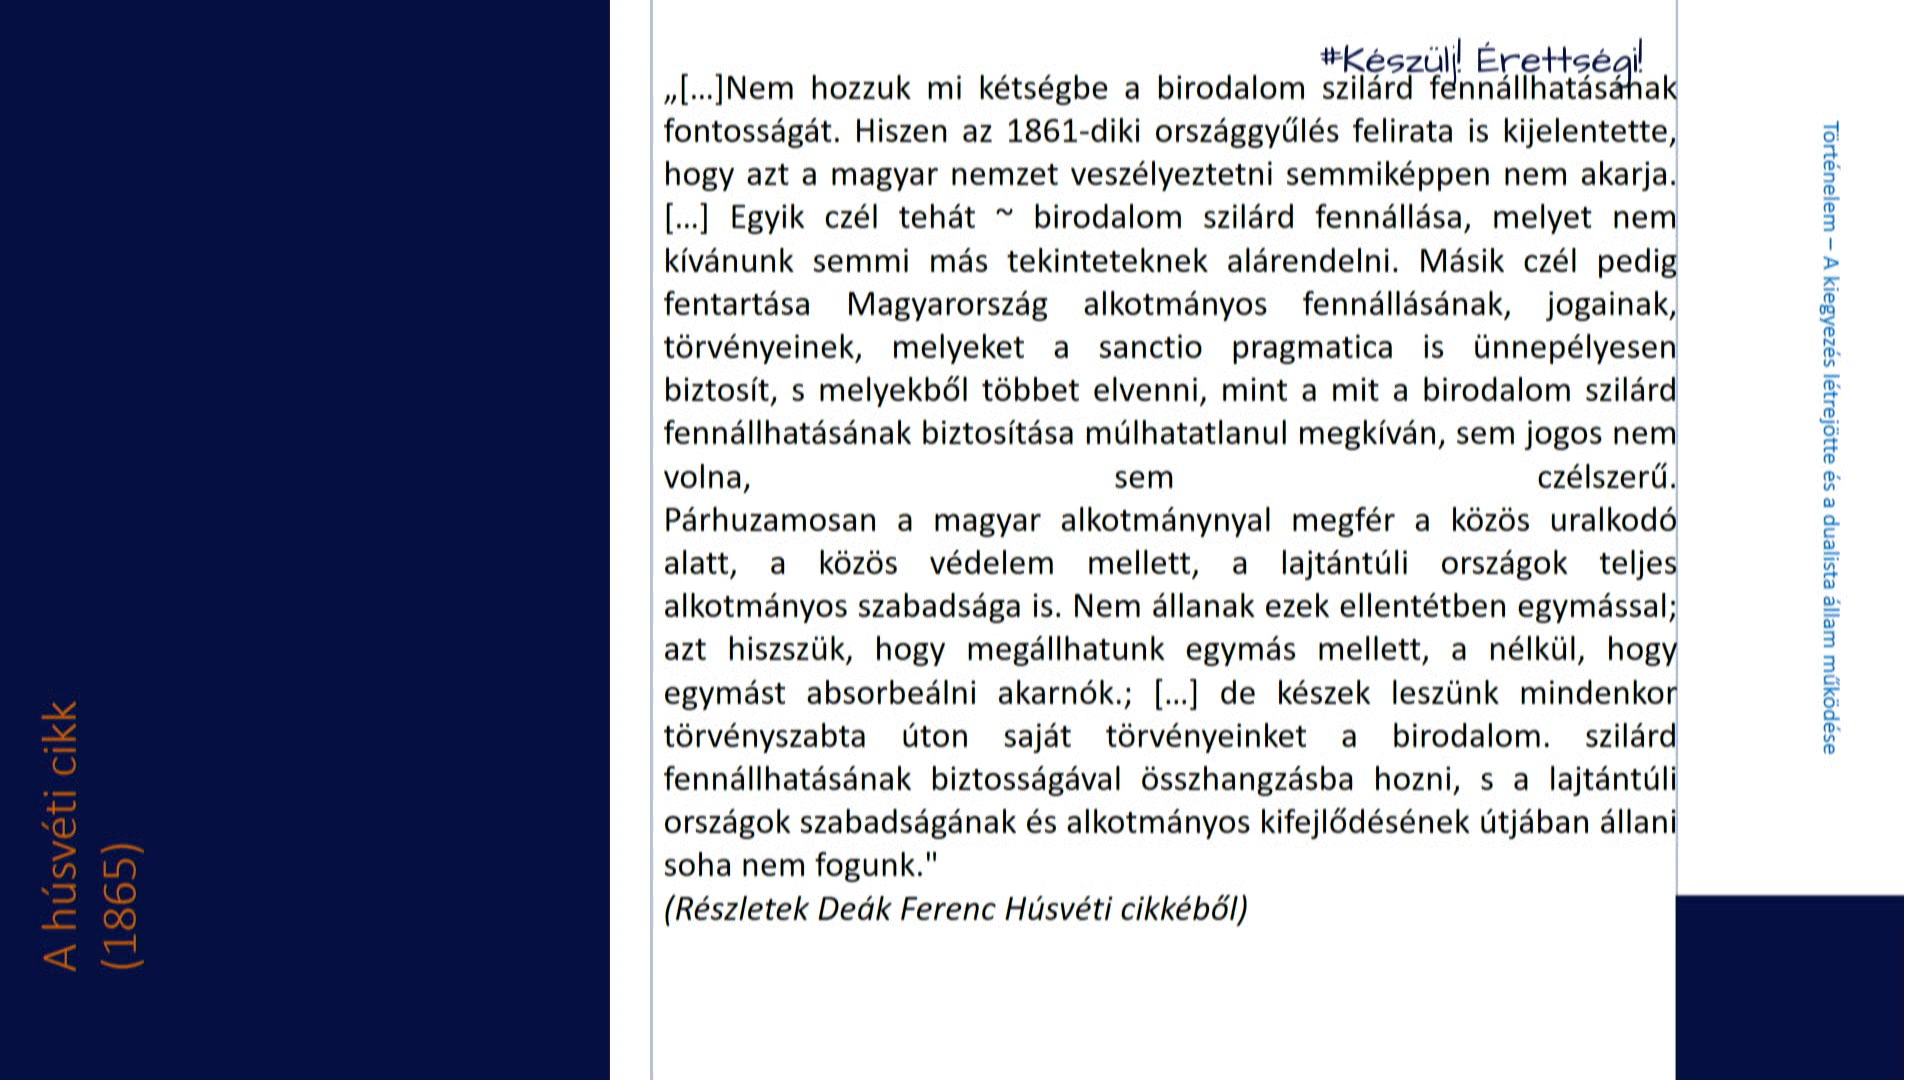 #Készülj! Érettségi!
„[...]Nem hozzuk mi kétségbe a birodalom szilárd fennállhatásának
fontosságát. Hiszen az 1861-diki országgyűlés felirata is kijelentette,
hogy azt a magyar nemzet veszélyeztetni semmiképpen nem akarja.
[...] Egyik czél tehát ~ birodalom szilárd fennállása, melyet nem
kívánunk semmi más tekinteteknek alárendelni. Másik czél pedig
fentartása Magyarország alkotmányos fennállásának, jogainak,
törvényeinek, melyeket a sanctio pragmatica is ünnepélyesen
biztosít, s melyekből többet elvenni, mint a mit a birodalom szilárd
fennállhatásának biztosítása múlhatatlanul megkíván, sem jogos nem
volna, sem czélszerű.
Párhuzamosan a magyar alkotmánynyal megfér a közös uralkodó
alatt, a közös védelem mellett, a lajtántúli országok teljes
alkotmányos szabadsága is. Nem állanak ezek ellentétben egymással;
azt hiszszük, hogy megállhatunk egymás mellett, a nélkül, hogy
egymást absorbeálni akarnók.; [...] de készek leszünk mindenkor
törvényszabta úton saját törvényeinket a birodalom. szilárd
fennállhatásának biztosságával összhangzásba hozni, s a lajtántúli
országok szabadságának és alkotmányos kifejlődésének útjában állani
soha nem fogunk."
(Részletek Deák Ferenc Húsvéti cikkéből)
A húsvéti cikk
(1865)
Történelem – A kiegyezés létrejötte és a dualista állam működése